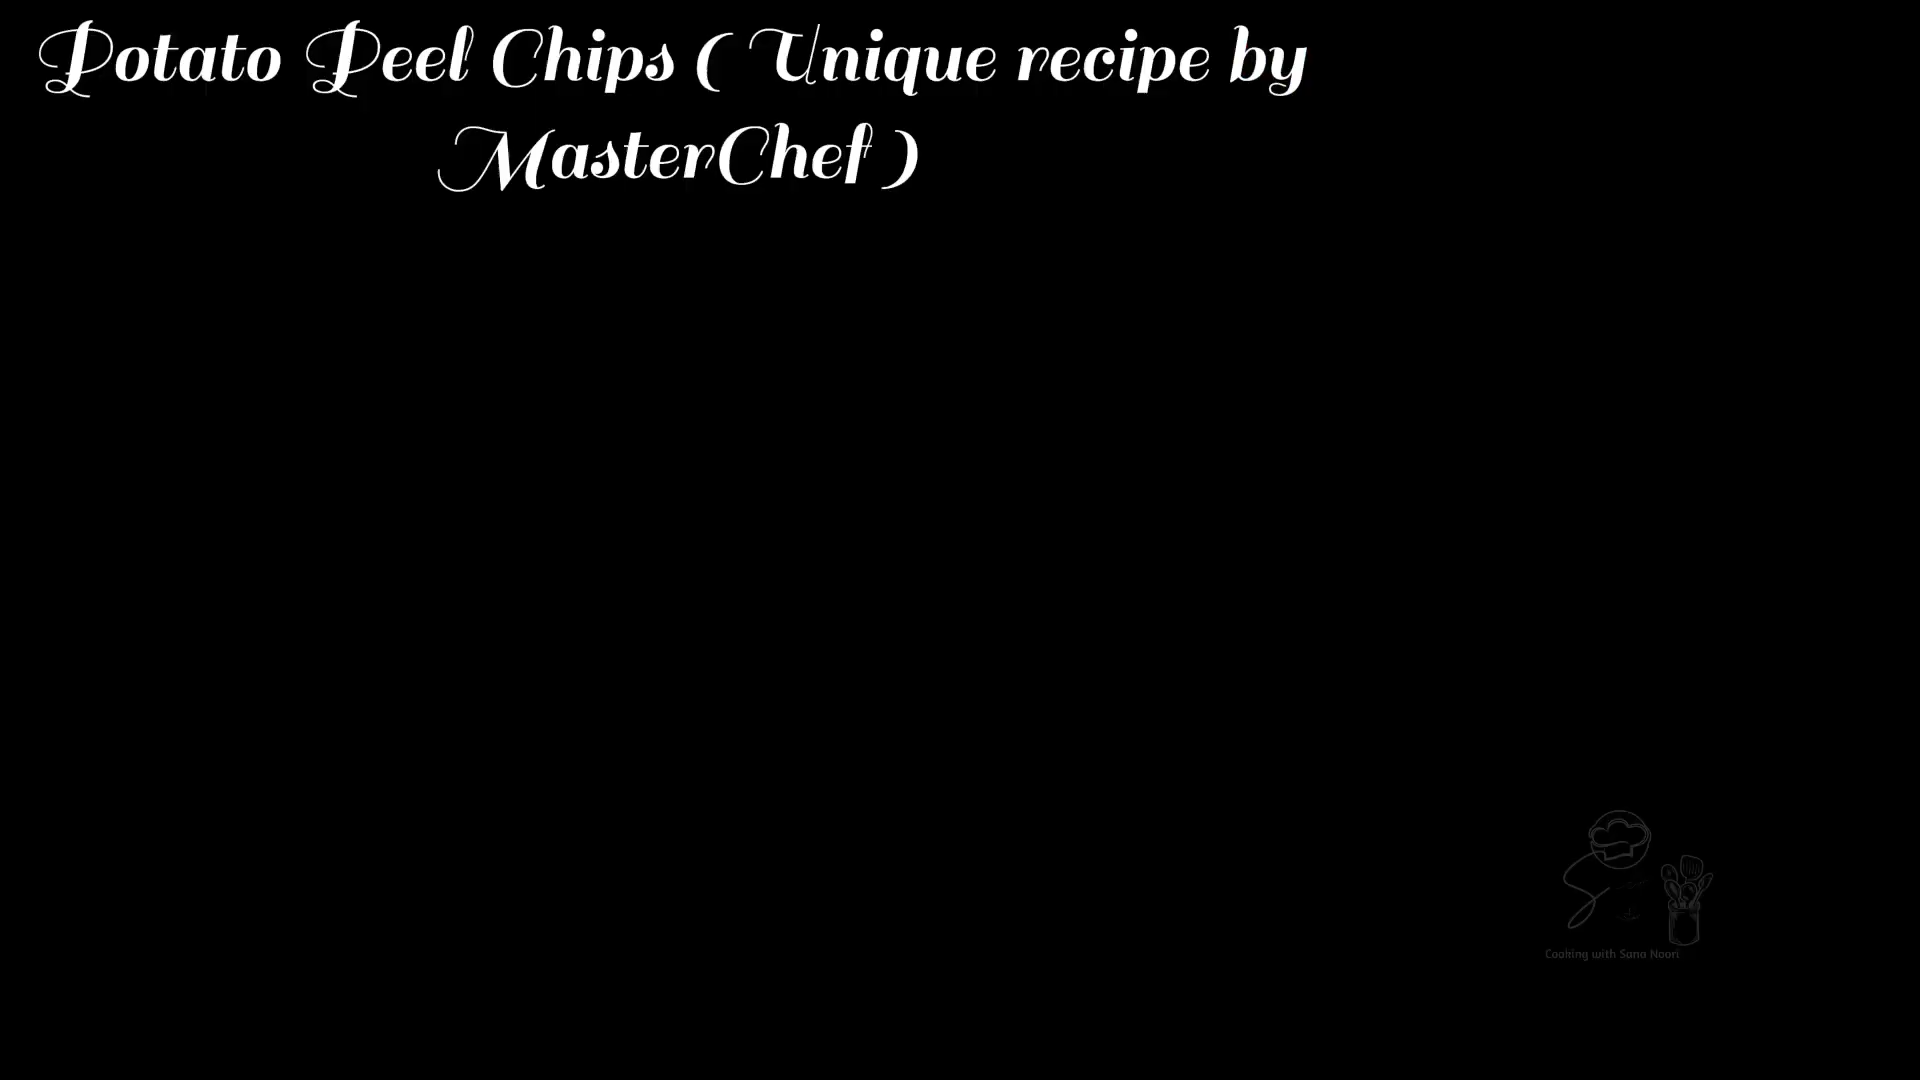 Potato Peel Chips ( Unique recipe by
MasterChef )
Cooking with Sana Noori